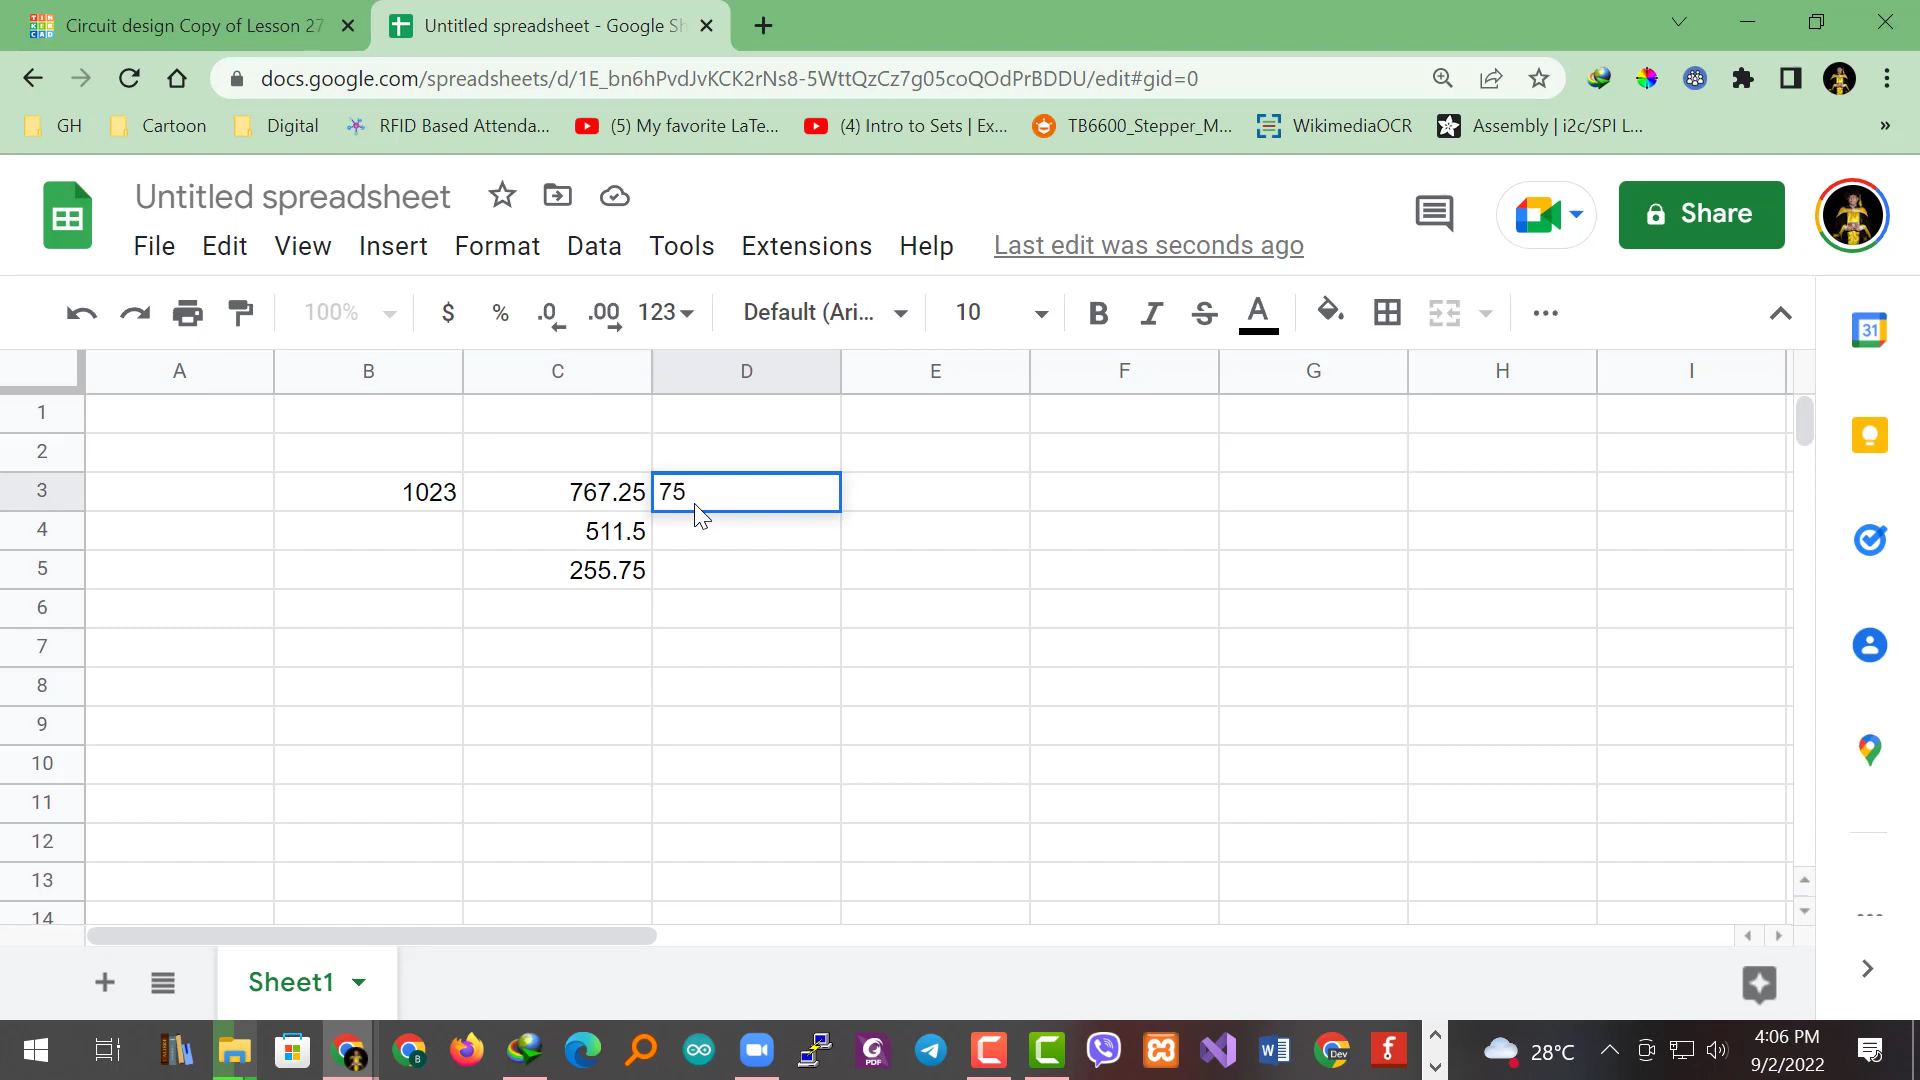 Circuit design Copy of Lesson 27
Untitled spreadsheet - Google Sh
docs.google.com/spreadsheets/d/1E_bn6hPvdJvKCK2rNs8-5WttQzCz7g05coQOdPrBDDU/edit#gid=0
GH
Cartoon
Digital
RFID Based Attenda...
(5) My favorite LaTe...
(4) Intro to Sets | Ex...
TB6600_Stepper_M...
WikimediaOCR
Assembly | i2c/SPI L...
»
Untitled spreadsheet
Share
File Edit View Insert Format Data Tools Extensions Help Last edit was seconds ago
100% $ % .0 .00 123 Default (Ari... 10 B I S A
31
A B C D E F G H I
1
2
3 1023 767.25 75
4 511.5
5 255.75
6
7
8
9
10
11
12
13
14
Sheet1
28°C
4:06 PM
9/2/2022